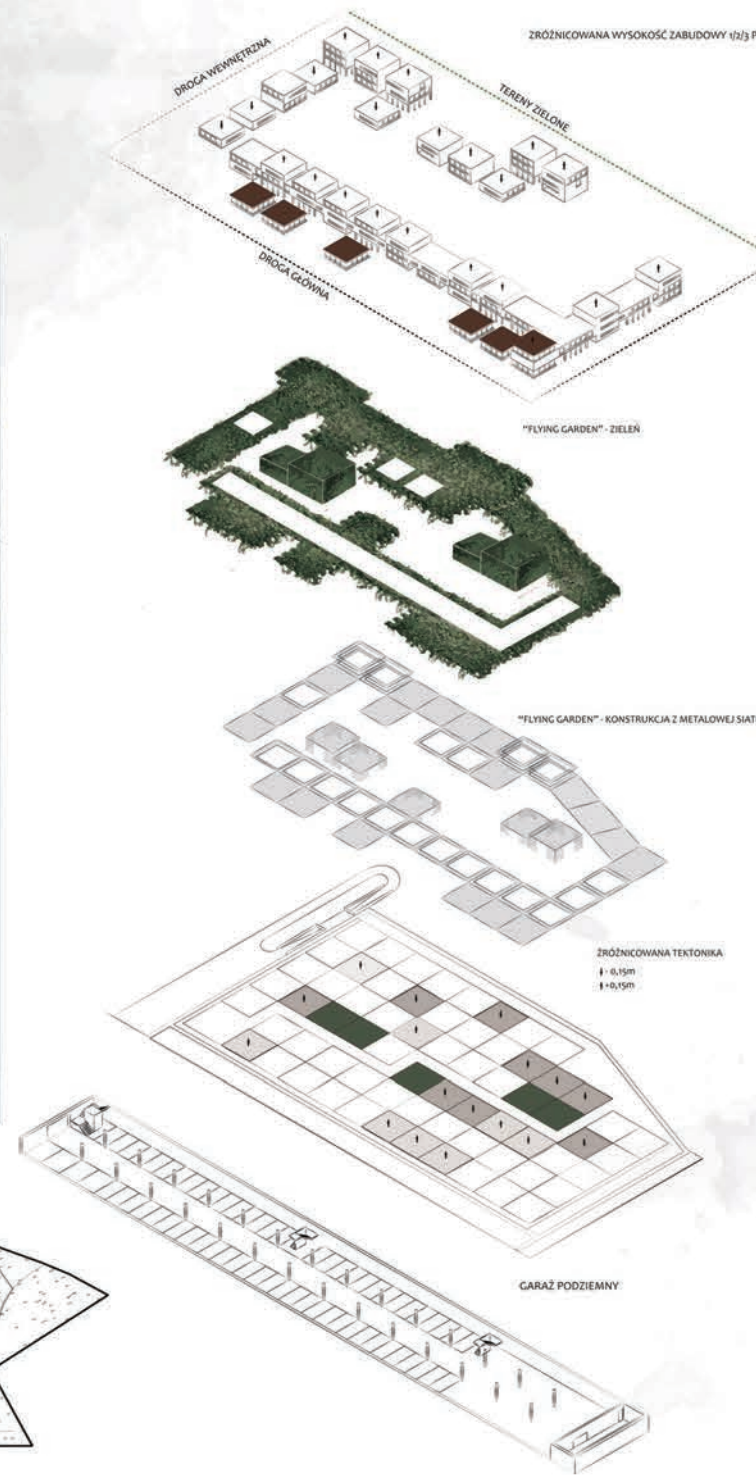 ZRÓŻNICOWANA WYSOKOŚĆ ZABUDOWY 1/2/3 P
DROGA WEWNĘTRZNA
TERENY ZIELONE
DROGA GŁÓWNA
"FLYING GARDEN" - ZIELEŃ
"FLYING GARDEN" - KONSTRUKCJA Z METALOWEJ SIAT
ZRÓŻNICOWANA TEKTONIKA
- 0,15m
+0,15m
GARAŻ PODZIEMNY